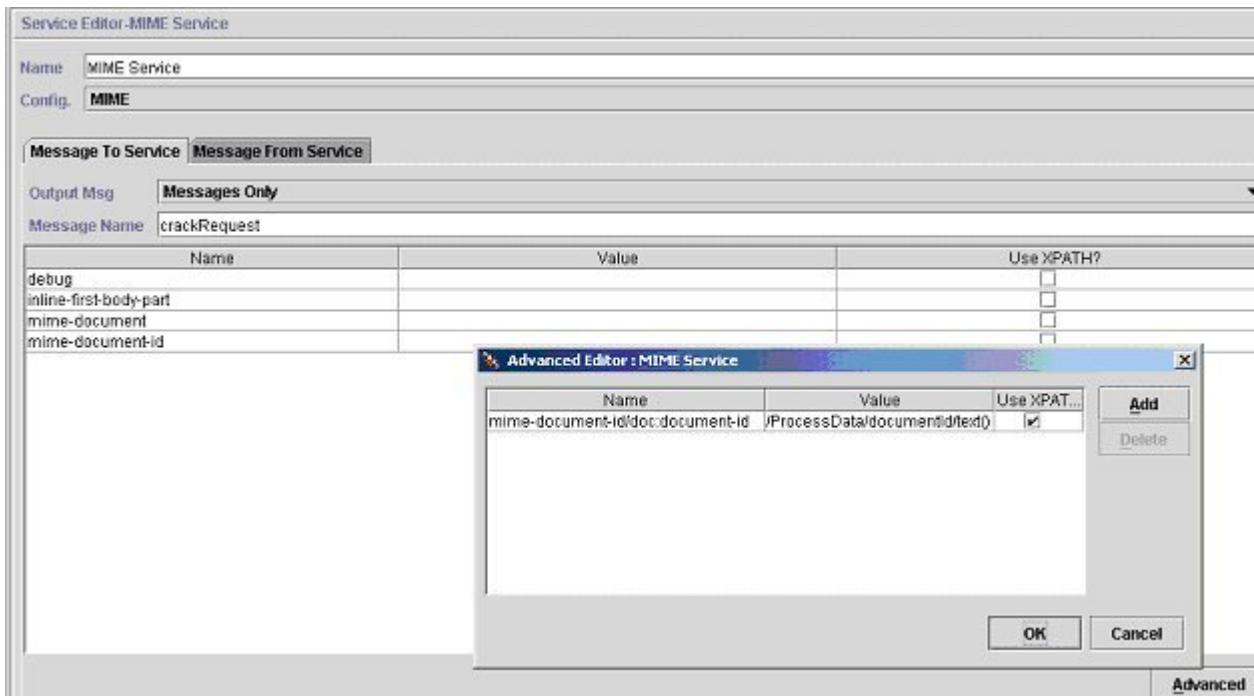 Service Editor-MIME Service
Name MIME Service
Config. MIME
Message To Service Message From Service
Output Msg Messages Only
Message Name crackRequest
Name Value Use XPATH?
debug
inline-first-body-part
mime-document
mime-document-id
Advanced Editor : MIME Service
Name Value Use XPAT...
mime-document-id/doc:document-id /ProcessData/documentId/text()
Add
Delete
OK Cancel
Advanced